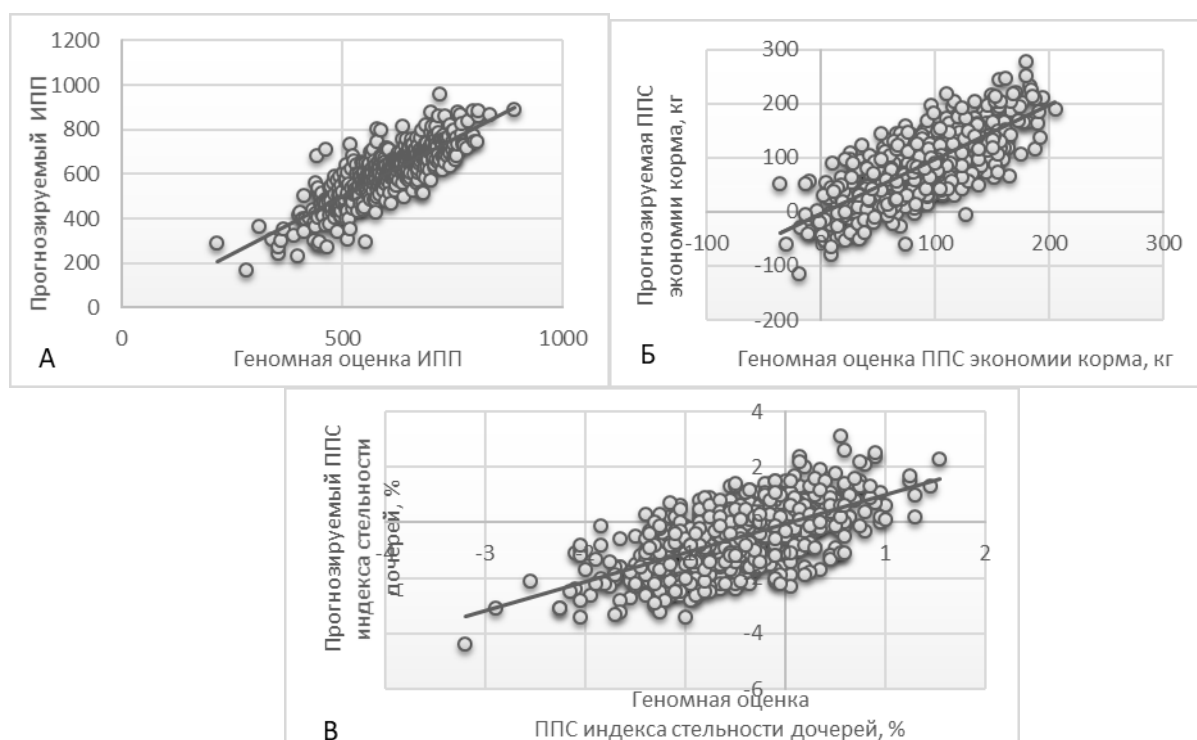 1200
1000
800
600
400
200
0
0
500
1000
Прогнозируемый ИПП
Геномная оценка ИПП
А
300
200
100
0
-100
-200
-100
0
100
200
300
Прогнозируемая ППС
экономии корма, кг
Геномная оценка ППС экономии корма, кг
Б
4
2
-4
-6
-3
1
2
Прогнозируемый ППС
индекса стельности
дочерей, %
Геномная оценка
ППС индекса стельности дочерей, %
В